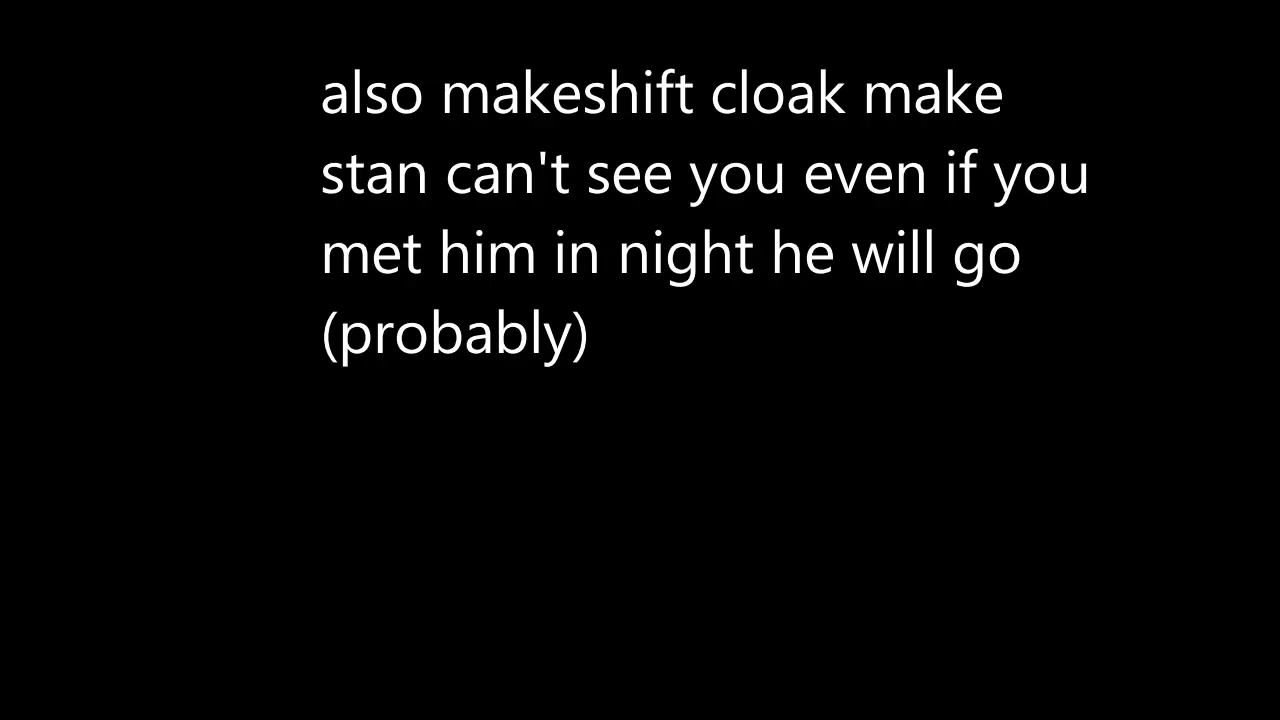 also makeshift cloak make
stan can't see you even if you
met him in night he will go
(probably)